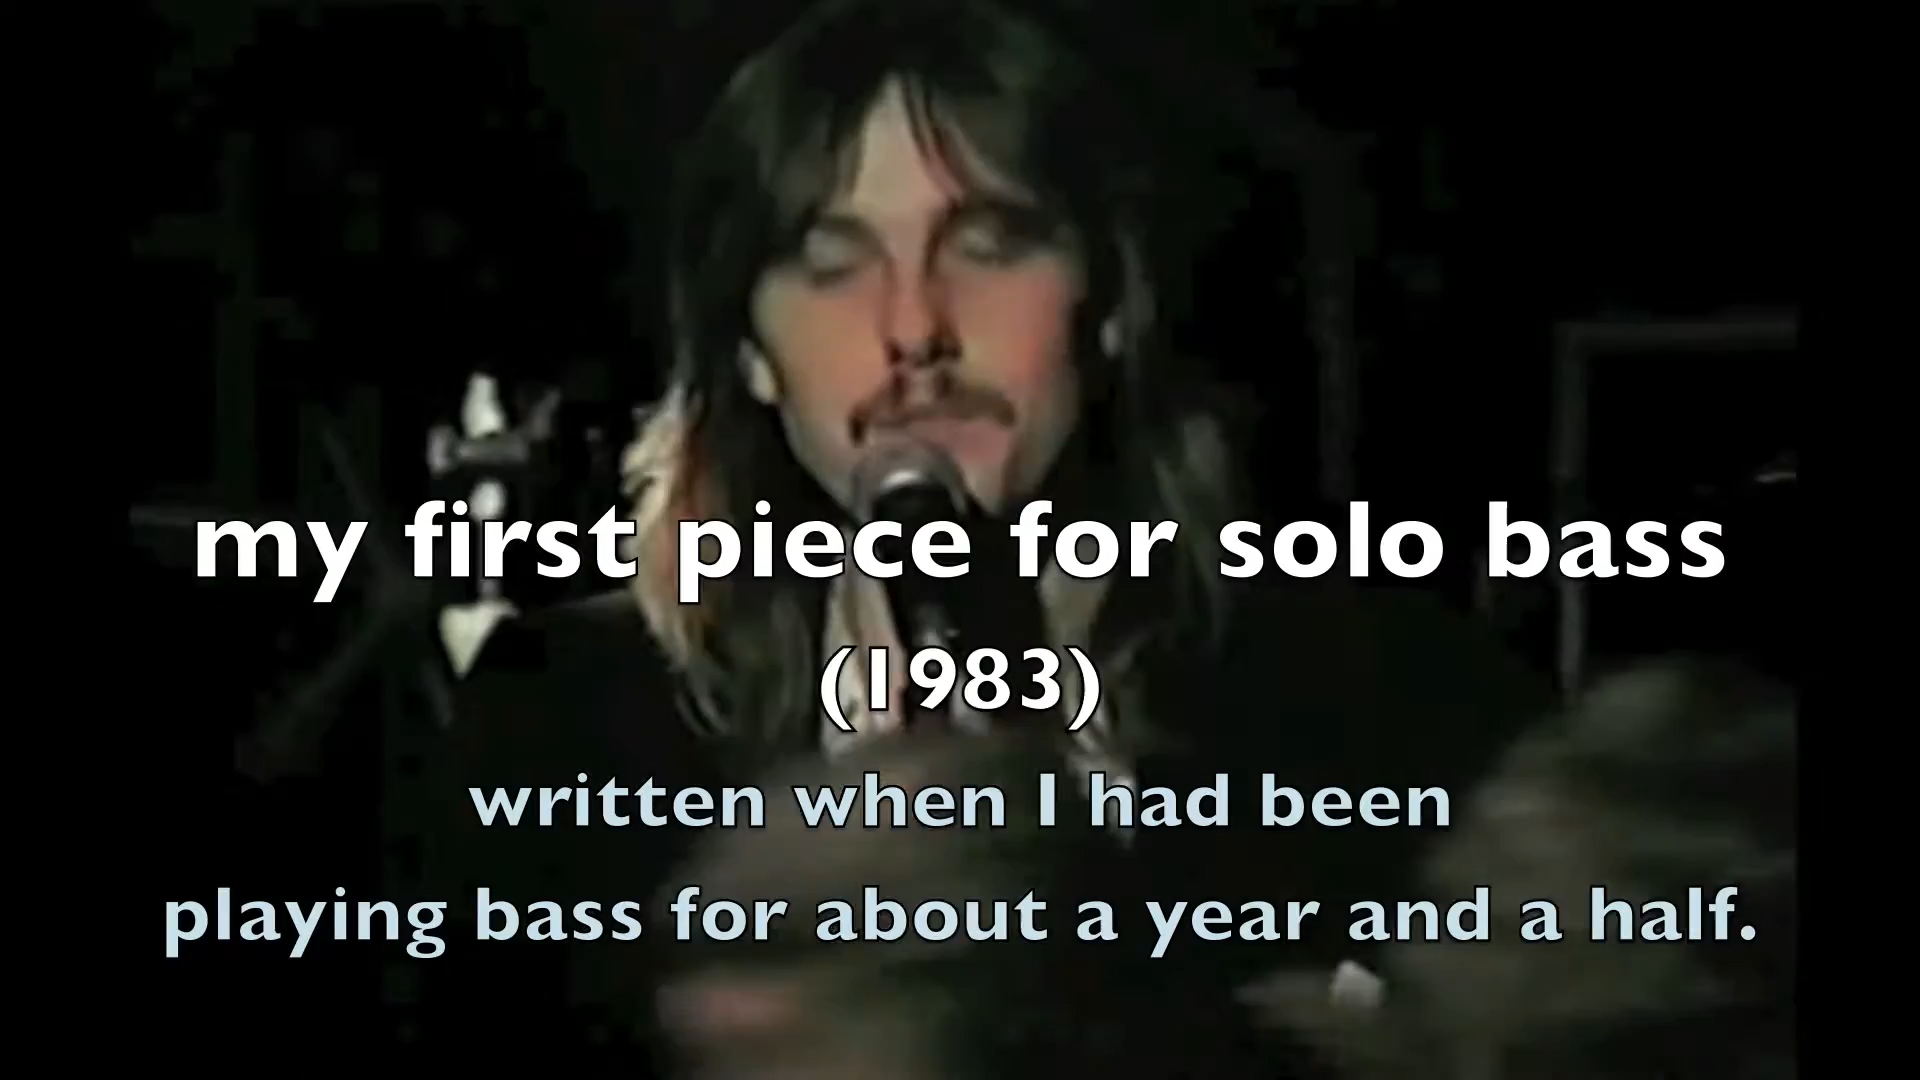 my first piece for solo bass
(1983)
written when I had been
playing bass for about a year and a half.